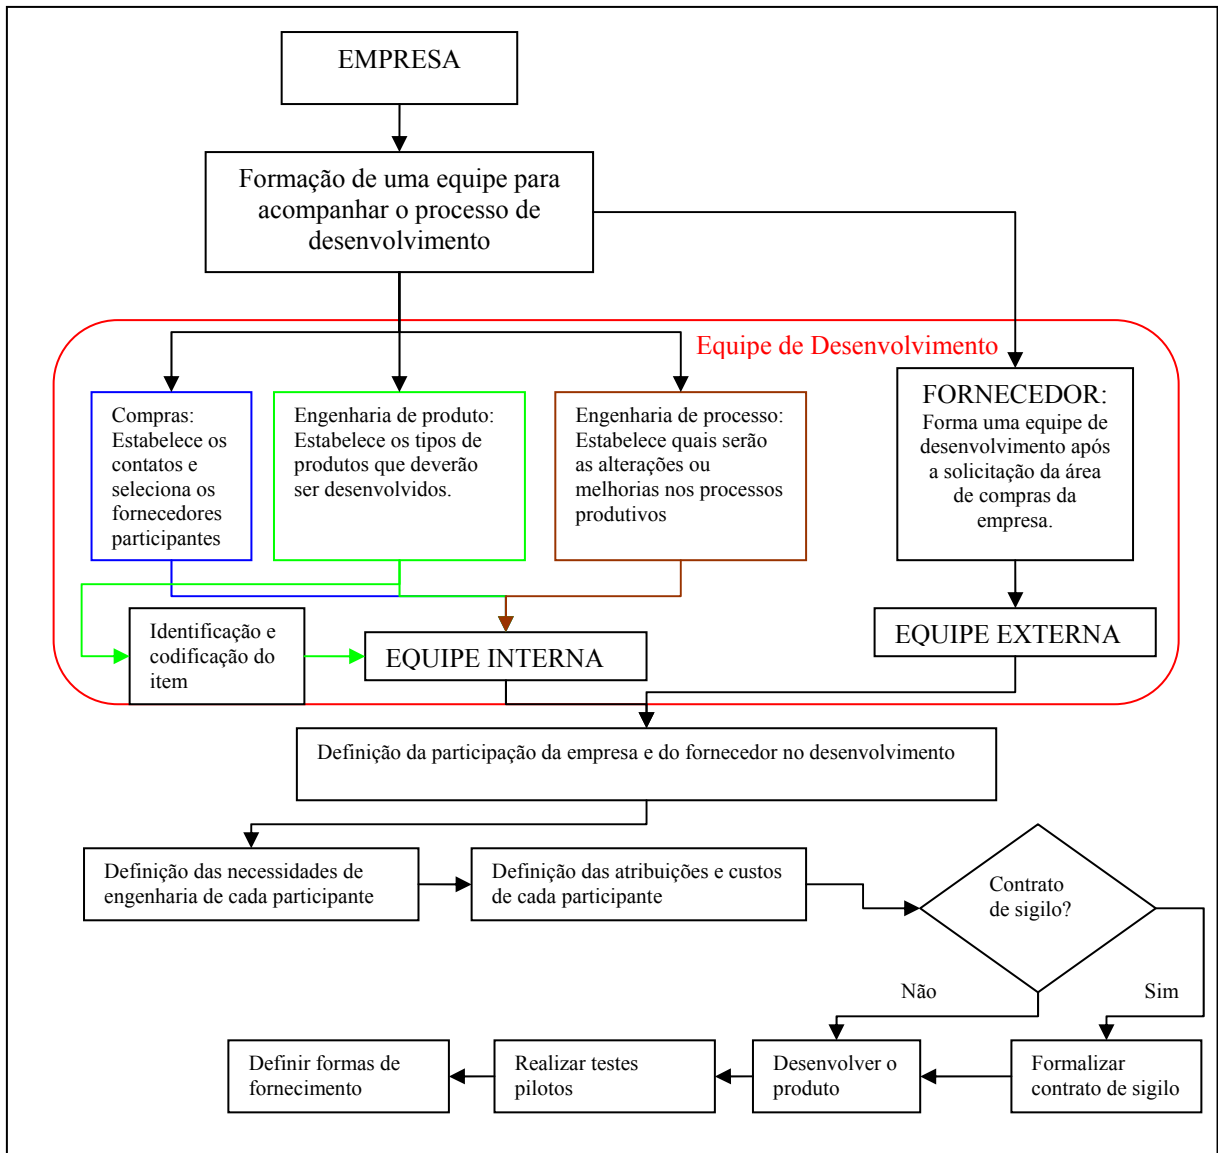 EMPRESA
Formação de uma equipe para
acompanhar o processo de
desenvolvimento
Equipe de Desenvolvimento
Compras:
Estabelece os
contatos e
seleciona os
fornecedores
participantes
Engenharia de produto:
Estabelece os tipos de
produtos que deverão
ser desenvolvidos.
Engenharia de processo:
Estabelece quais serão
as alterações ou
melhorias nos processos
produtivos
FORNECEDOR:
Forma uma equipe de
desenvolvimento após
a solicitação da área
de compras da
empresa.
Identificação e
codificação do
item
EQUIPE INTERNA
EQUIPE EXTERNA
Definição da participação da empresa e do fornecedor no desenvolvimento
Definição das necessidades de
engenharia de cada participante
Definição das atribuições e custos
de cada participante
Contrato
de sigilo?
Não
Sim
Definir formas de
fornecimento
Realizar testes
pilotos
Desenvolver o
produto
Formalizar
contrato de sigilo